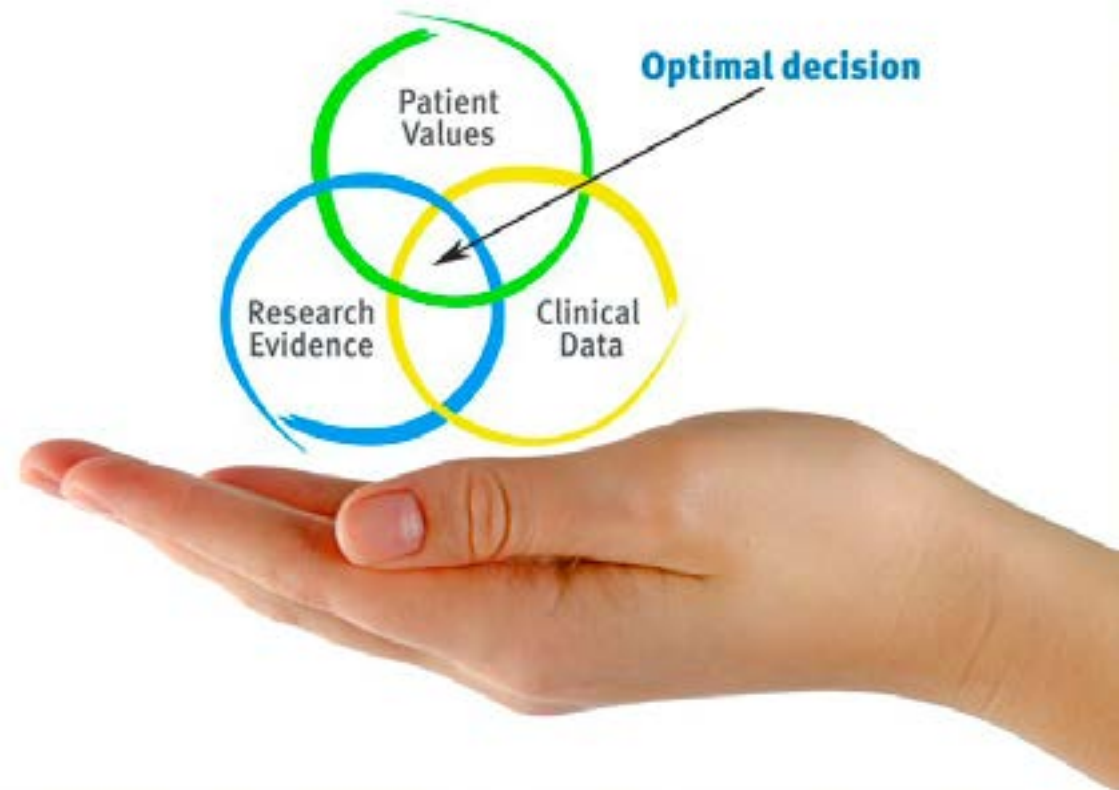 Optimal decision
Patient
Values
Research
Evidence
Clinical
Data